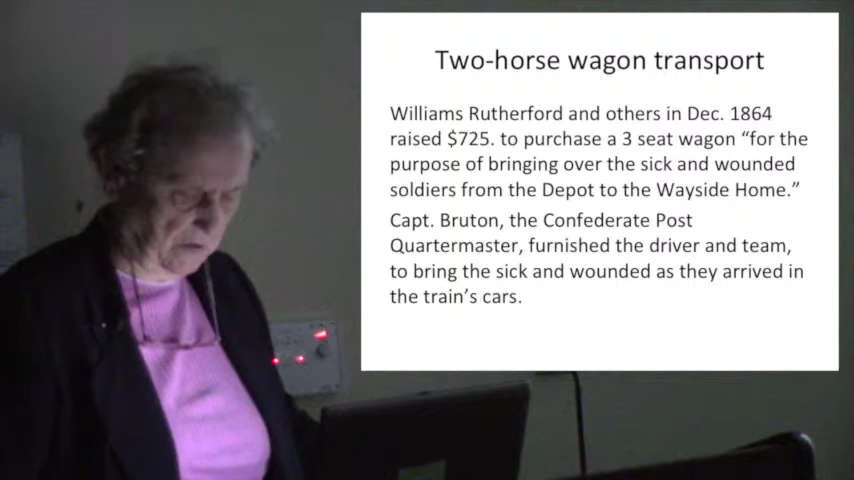 Two-horse wagon transport
Williams Rutherford and others in Dec. 1864
raised $725. to purchase a 3 seat wagon “for the
purpose of bringing over the sick and wounded
soldiers from the Depot to the Wayside Home.”
Capt. Bruton, the Confederate Post
Quartermaster, furnished the driver and team,
to bring the sick and wounded as they arrived in
the train’s cars.